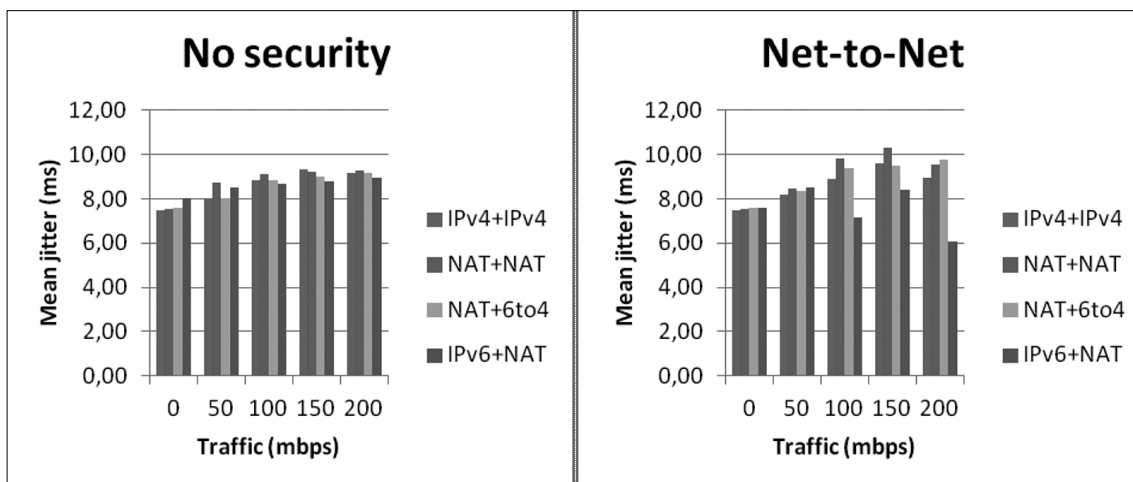 No security
12,00
10,00
8,00
6,00
4,00
2,00
0,00
Mean jitter (ms)
0 50 100 150 200
Traffic (mbps)
IPv4+IPv4
NAT+NAT
NAT+6to4
IPv6+NAT
Net-to-Net
12,00
10,00
8,00
6,00
4,00
2,00
0,00
Mean jitter (ms)
0 50 100 150 200
Traffic (mbps)
IPv4+IPv4
NAT+NAT
NAT+6to4
IPv6+NAT